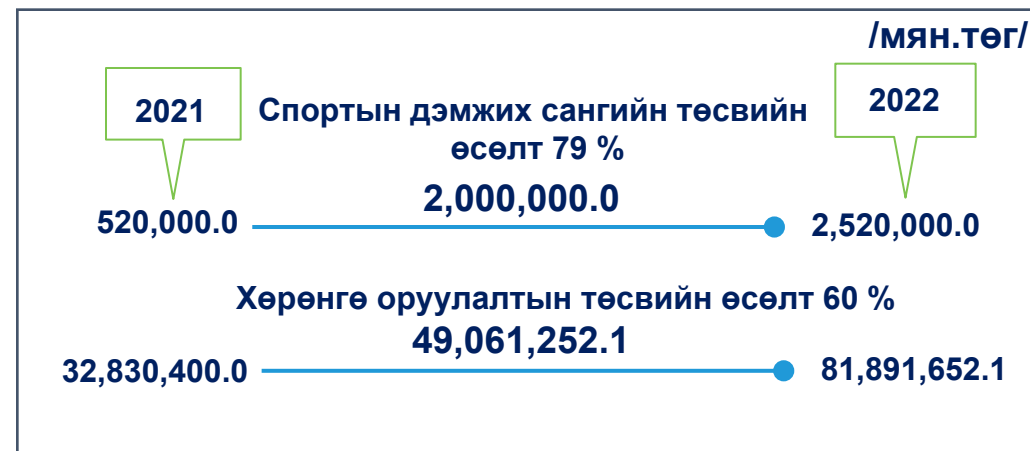 /мян.төг/
2021
Спортын дэмжих сангийн төсвийн
өсөлт 79 %
2022
520,000.0
2,000,000.0
2,520,000.0
Хөрөнгө оруулалтын төсвийн өсөлт 60 %
32,830,400.0
49,061,252.1
81,891,652.1